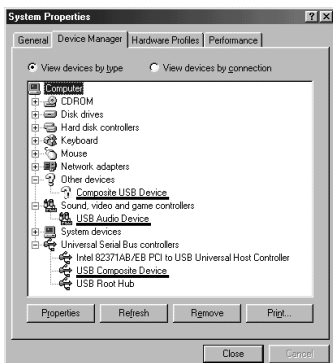 System Properties
General Device Manager Hardware Profiles Performance
View devices by type View devices by connection
Computer
CDROM
Disk drives
Hard disk controllers
Keyboard
Mouse
Network adapters
Other devices
Composite USB Device
Sound, video and game controllers
USB Audio Device
System devices
Universal Serial Bus controllers
Intel 82371AB/EB PCI to USB Universal Host Controller
USB Composite Device
USB Root Hub
Properties Refresh Remove Print...
Close Cancel